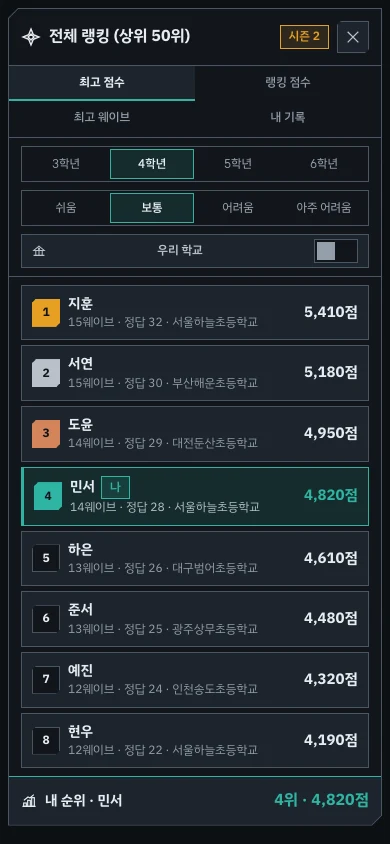 전체 랭킹 (상위 50위)
시즌 2
최고 점수
랭킹 점수
최고 웨이브
내 기록
3학년
4학년
5학년
6학년
쉬움
보통
어려움
아주 어려움
우리 학교
1
지훈
15웨이브 · 정답 32 · 서울하늘초등학교
5,410점
2
서연
15웨이브 · 정답 30 · 부산해운초등학교
5,180점
3
도윤
14웨이브 · 정답 29 · 대전둔산초등학교
4,950점
4
민서 나
14웨이브 · 정답 28 · 서울하늘초등학교
4,820점
5
하은
13웨이브 · 정답 26 · 대구범어초등학교
4,610점
6
준서
13웨이브 · 정답 25 · 광주상무초등학교
4,480점
7
예진
12웨이브 · 정답 24 · 인천송도초등학교
4,320점
8
현우
12웨이브 · 정답 22 · 서울하늘초등학교
4,190점
내 순위 · 민서
4위 · 4,820점